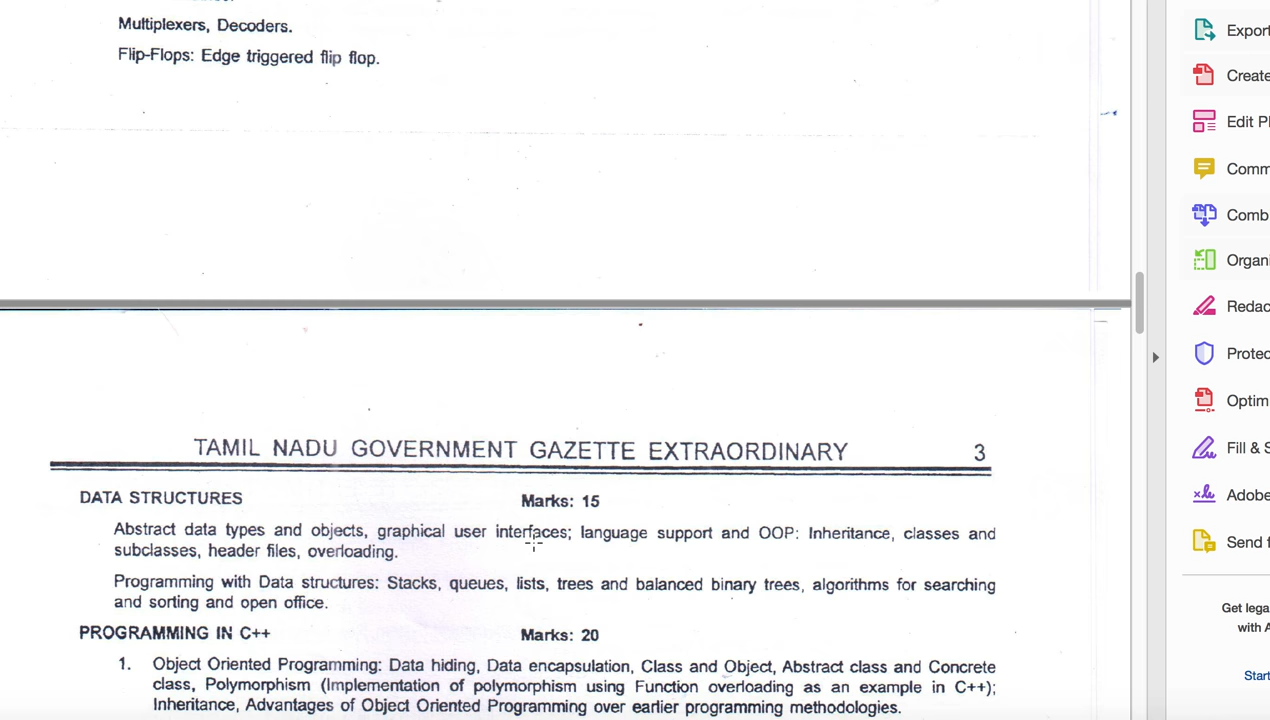 Multiplexers, Decoders.
Flip-Flops: Edge triggered flip flop.
TAMIL NADU GOVERNMENT GAZETTE EXTRAORDINARY 3
DATA STRUCTURES Marks: 15
Abstract data types and objects, graphical user interfaces; language support and OOP: Inheritance, classes and
subclasses, header files, overloading.
Programming with Data structures: Stacks, queues, lists, trees and balanced binary trees, algorithms for searching
and sorting and open office.
PROGRAMMING IN C++ Marks: 20
1. Object Oriented Programming: Data hiding, Data encapsulation, Class and Object, Abstract class and Concrete
class, Polymorphism (Implementation of polymorphism using Function overloading as an example in C++);
Inheritance, Advantages of Object Oriented Programming over earlier programming methodologies.
Export
Create
Edit P
Comm
Comb
Organi
Redac
Protec
Optim
Fill & S
Adobe
Send f
Get lega
with A
Start